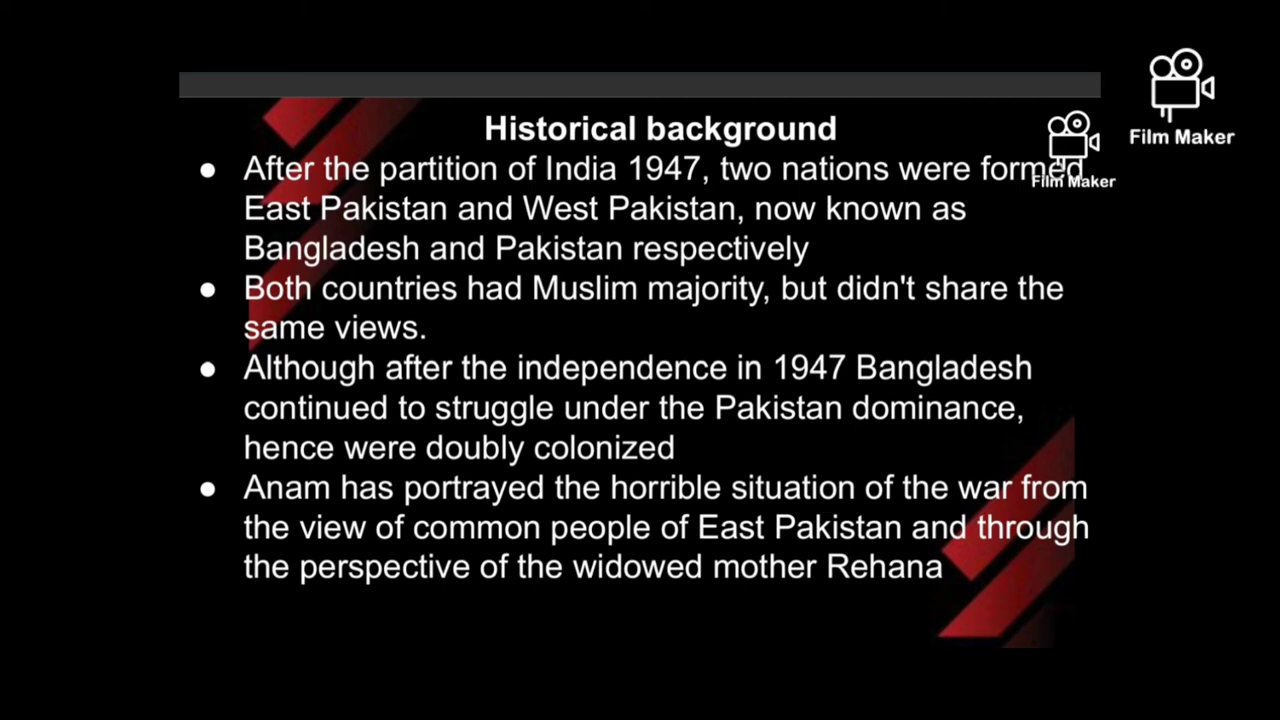 Historical background
● After the partition of India 1947, two nations were formed
East Pakistan and West Pakistan, now known as
Bangladesh and Pakistan respectively
● Both countries had Muslim majority, but didn't share the
same views.
● Although after the independence in 1947 Bangladesh
continued to struggle under the Pakistan dominance,
hence were doubly colonized
● Anam has portrayed the horrible situation of the war from
the view of common people of East Pakistan and through
the perspective of the widowed mother Rehana
Film Maker
Film Maker